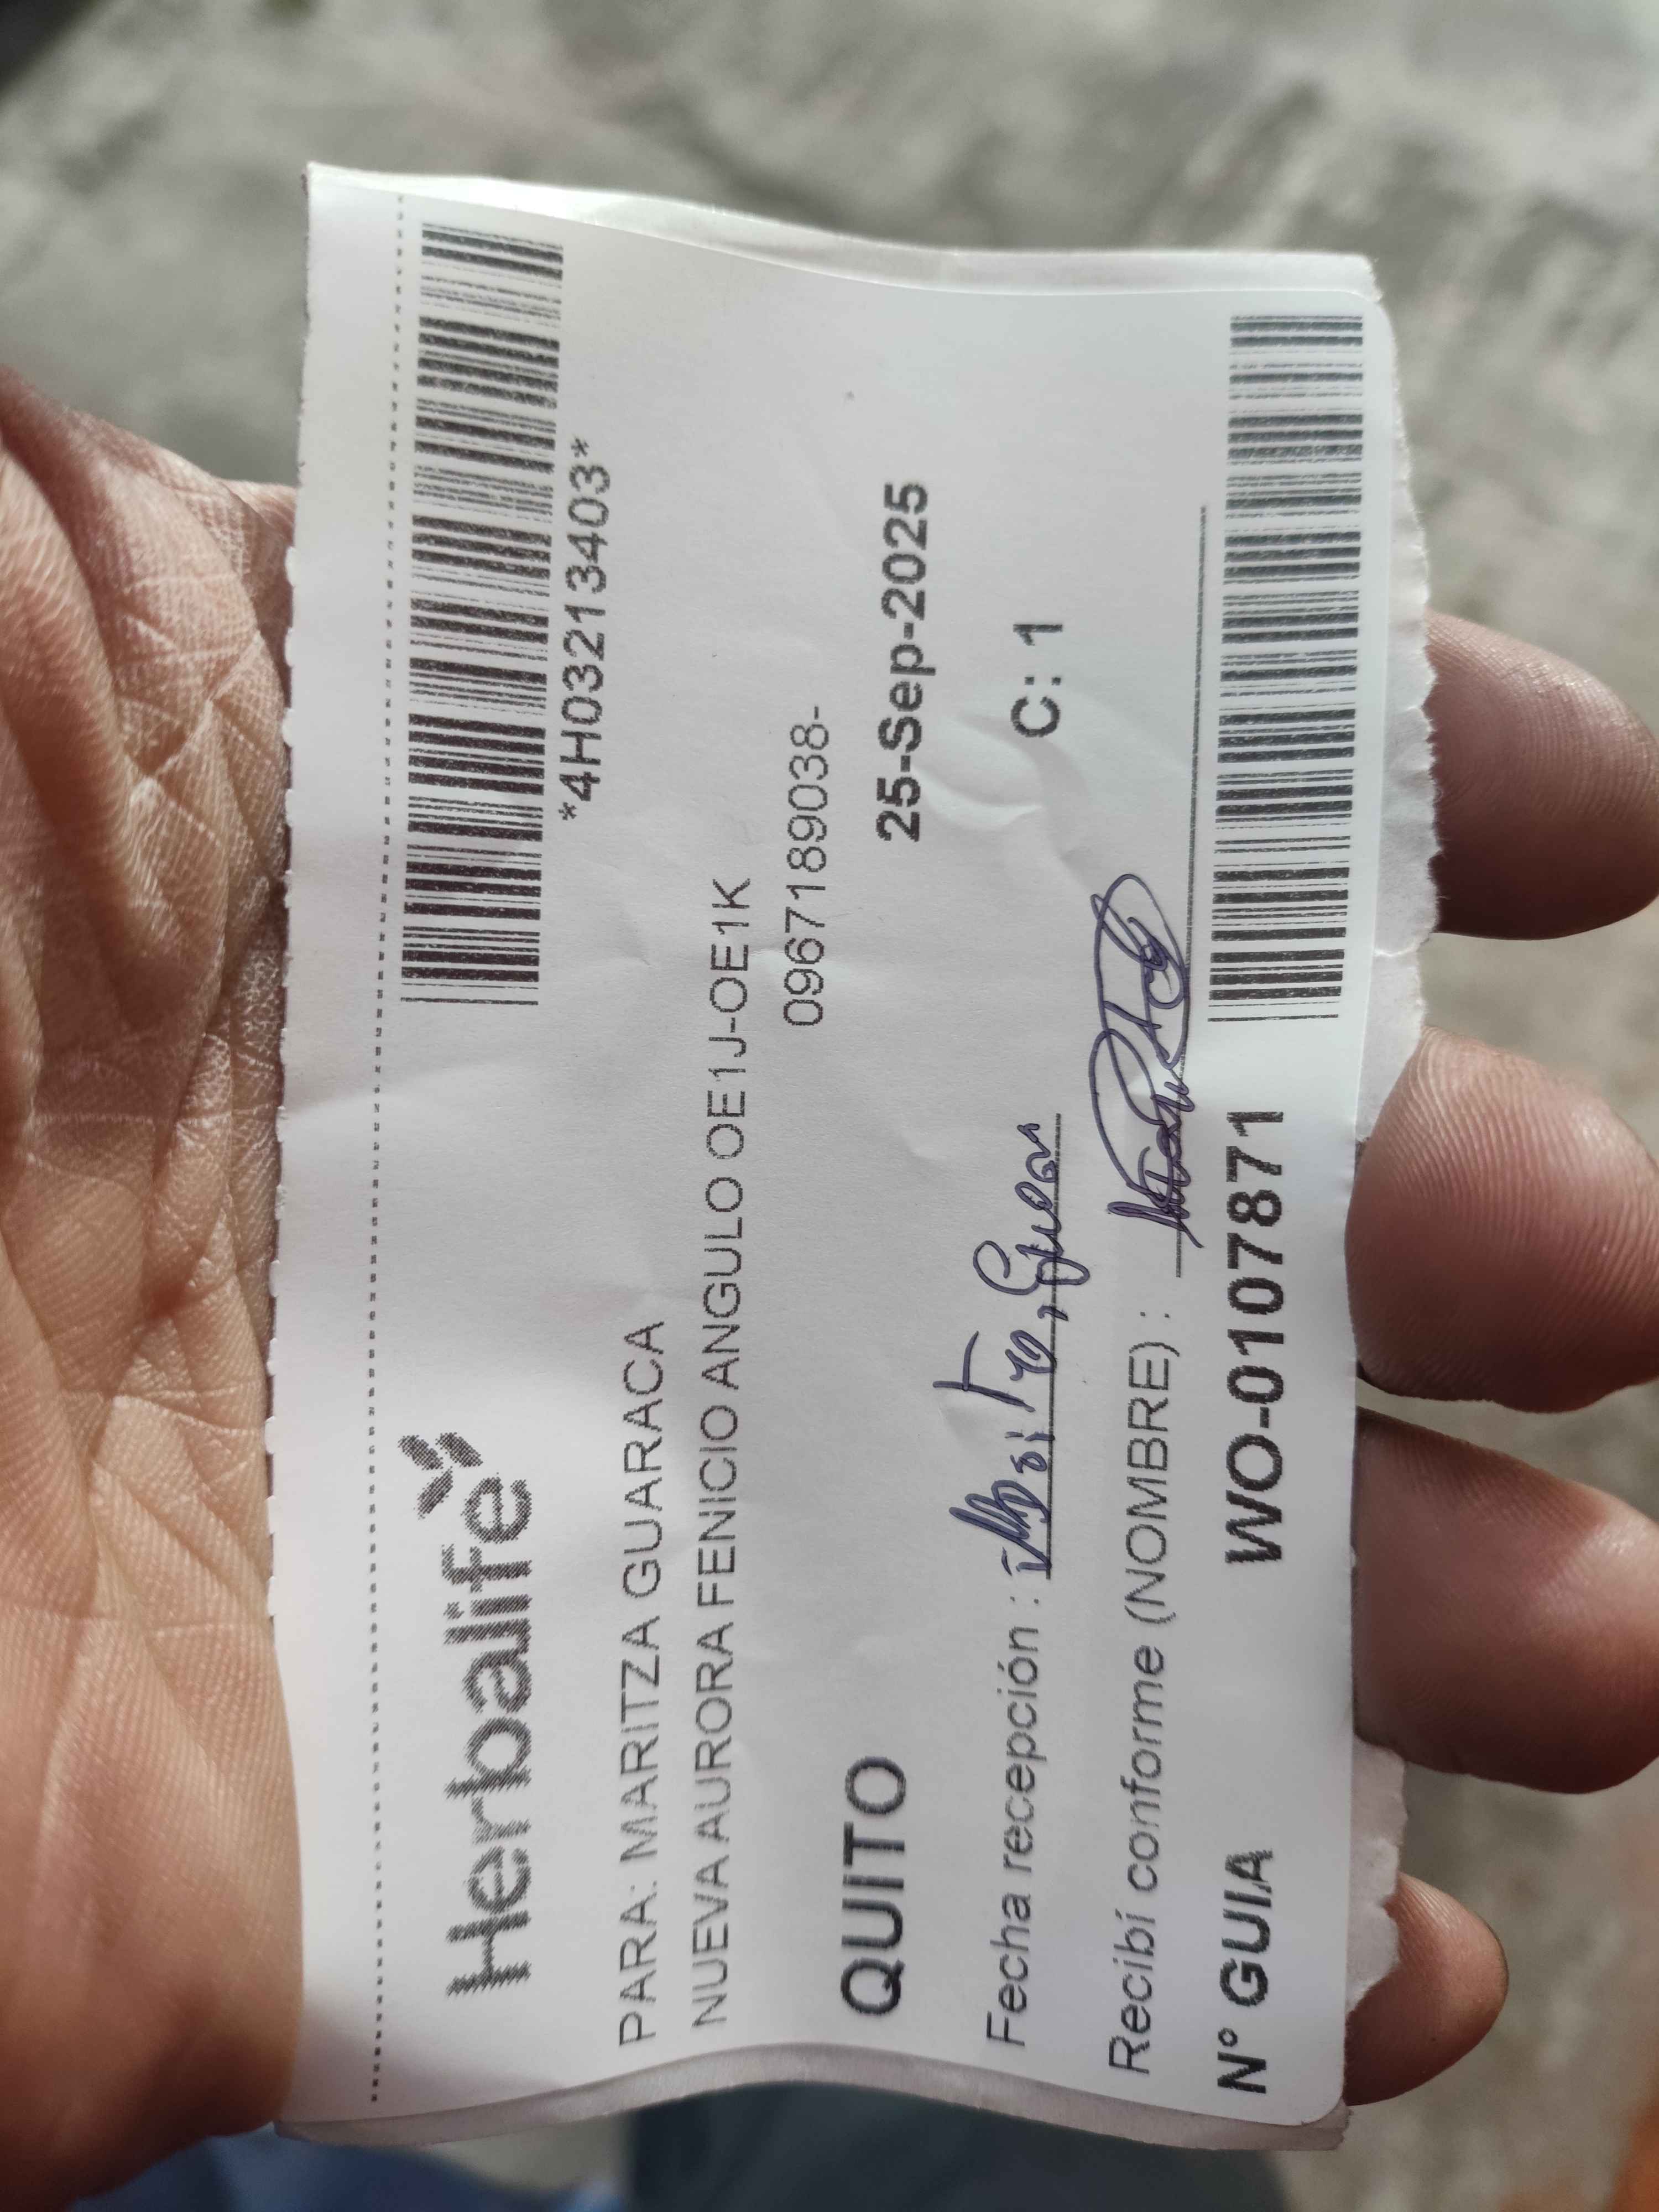 Herbalife
*4H03213403*
PARA: MARITZA GUARACA
NUEVA AURORA FENICIO ANGULO OE1J-OE1K
0967189038-
QUITO 25-Sep-2025
Fecha recepción : C: 1
Recibí conforme (NOMBRE) :
N° GUIA WO-0107871